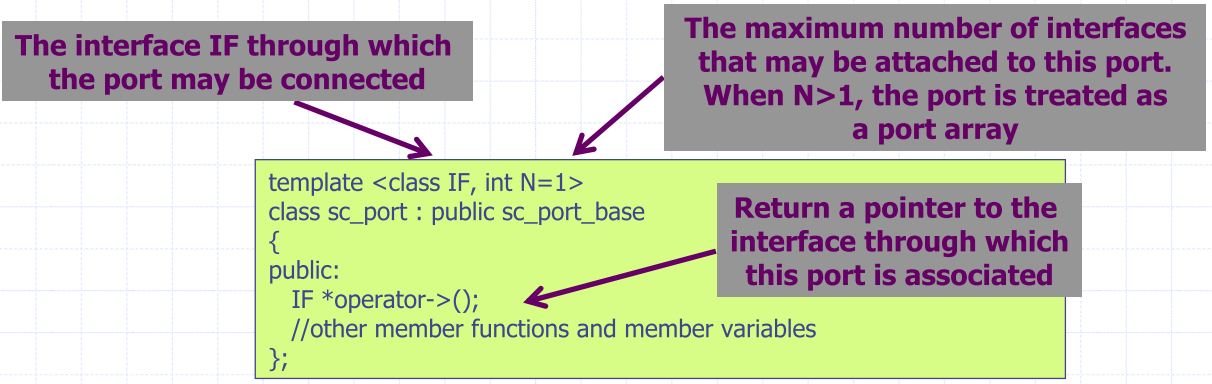 The interface IF through which
the port may be connected
The maximum number of interfaces
that may be attached to this port.
When N>1, the port is treated as
a port array
template <class IF, int N=1>
class sc_port : public sc_port_base
{
public:
IF *operator->();
//other member functions and member variables
};
Return a pointer to the
interface through which
this port is associated